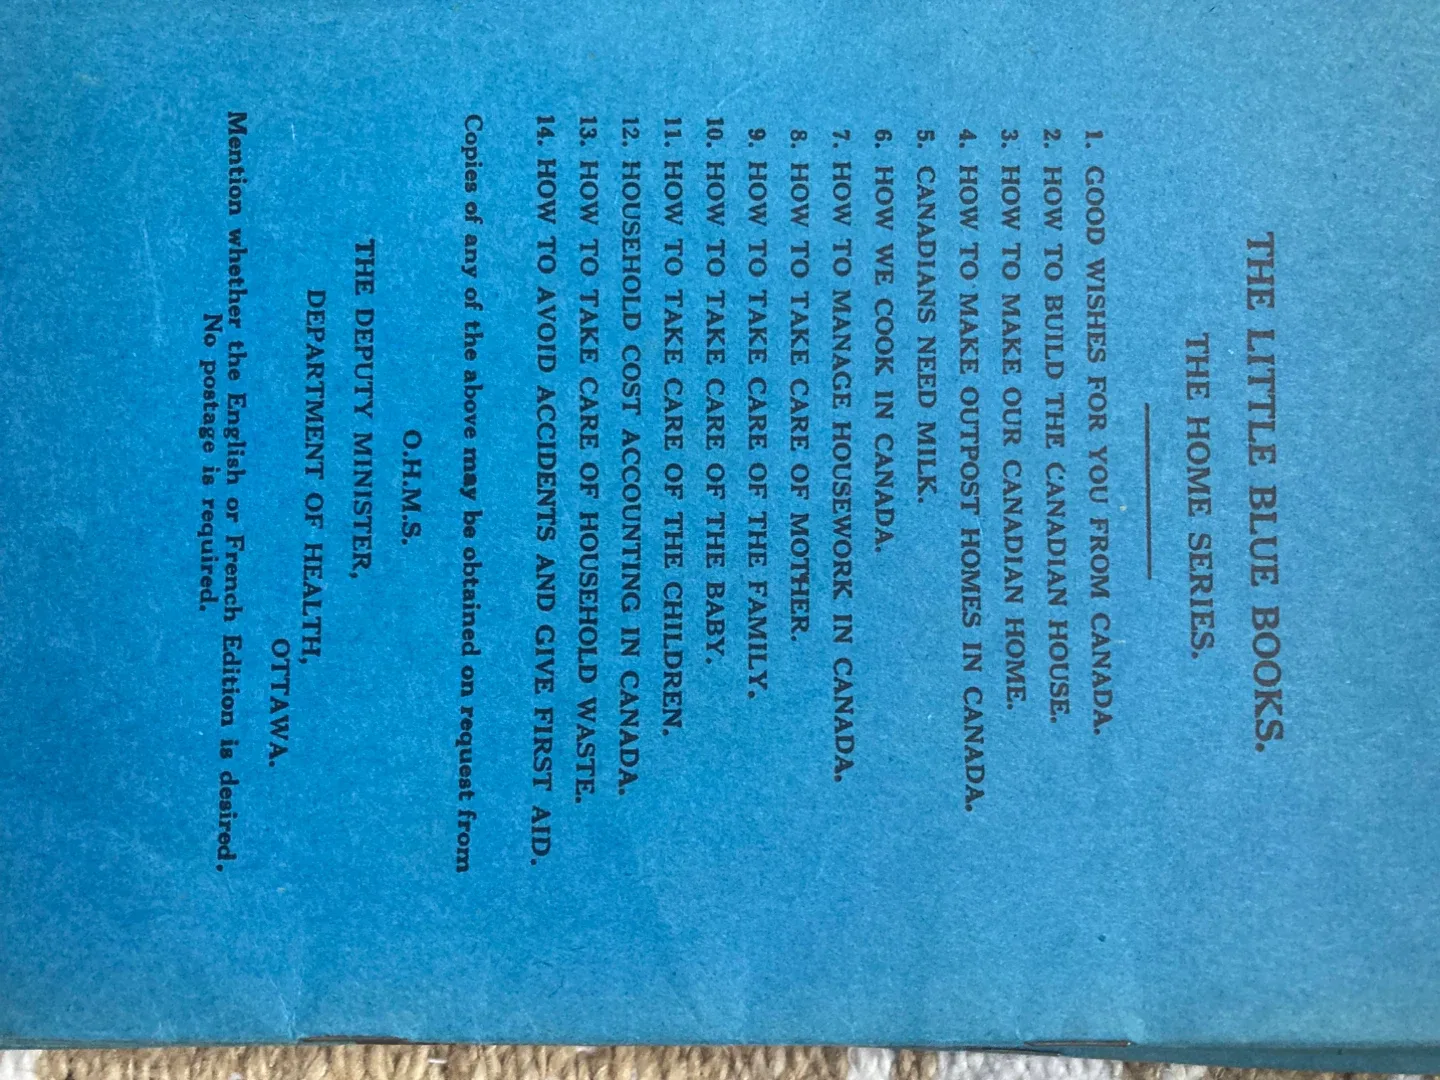 THE LITTLE BLUE BOOKS.
THE HOME SERIES.
1. GOOD WISHES FOR YOU FROM CANADA.
2. HOW TO BUILD THE CANADIAN HOUSE.
3. HOW TO MAKE OUR CANADIAN HOME.
4. HOW TO MAKE OUTPOST HOMES IN CANADA.
5. CANADIANS NEED MILK.
6. HOW WE COOK IN CANADA.
7. HOW TO MANAGE HOUSEWORK IN CANADA.
8. HOW TO TAKE CARE OF MOTHER.
9. HOW TO TAKE CARE OF THE FAMILY.
10. HOW TO TAKE CARE OF THE BABY.
11. HOW TO TAKE CARE OF THE CHILDREN.
12. HOUSEHOLD COST ACCOUNTING IN CANADA.
13. HOW TO TAKE CARE OF HOUSEHOLD WASTE.
14. HOW TO AVOID ACCIDENTS AND GIVE FIRST AID.
Copies of any of the above may be obtained on request from
O.H.M.S.
THE DEPUTY MINISTER,
DEPARTMENT OF HEALTH,
OTTAWA.
Mention whether the English or French Edition is desired.
No postage is required.